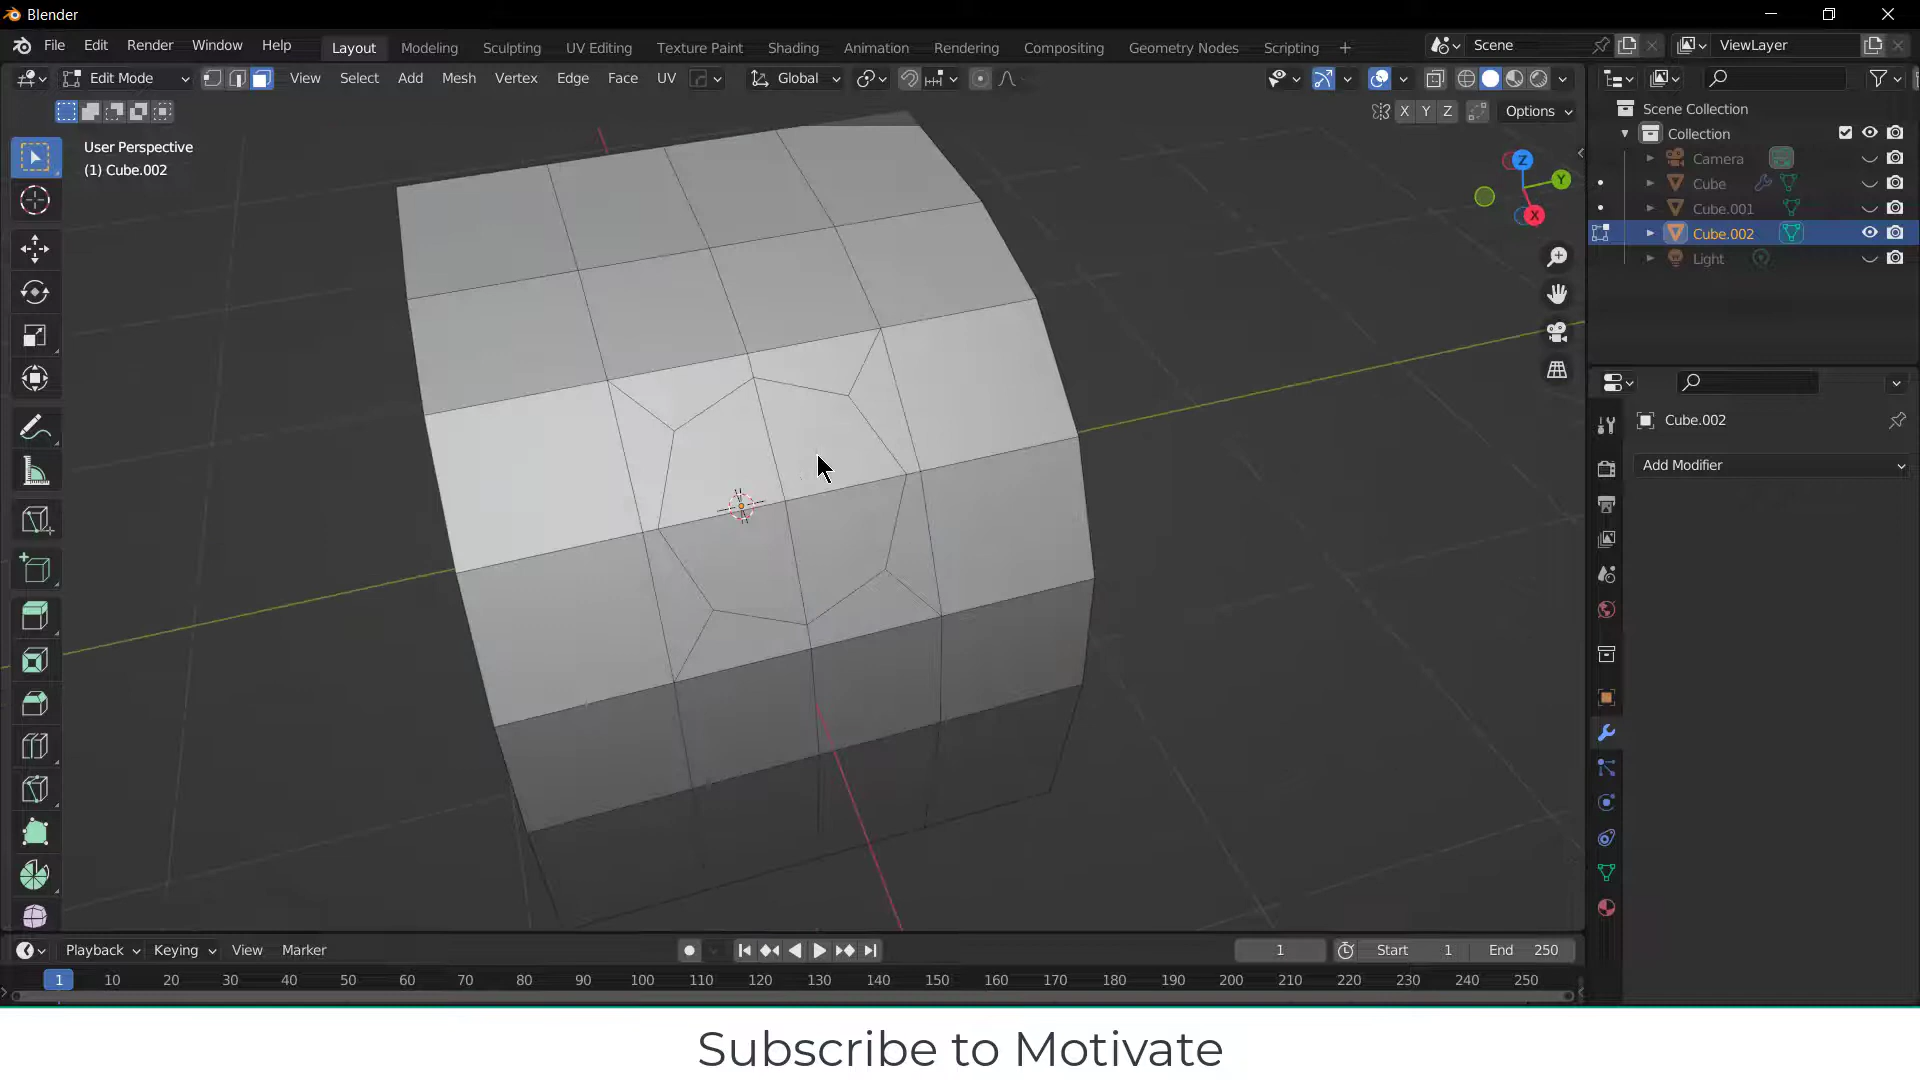 Blender
File Edit Render Window Help
Layout Modeling Sculpting UV Editing Texture Paint Shading Animation Rendering Compositing Geometry Nodes Scripting +
Scene
ViewLayer
Edit Mode
View Select Add Mesh Vertex Edge Face UV
Global
X Y Z
Options
User Perspective
(1) Cube.002
Z
Y
X
Scene Collection
Collection
Camera
Cube
Cube.001
Cube.002
Light
Cube.002
Add Modifier
Playback Keying View Marker
1
Start 1
End 250
1 10 20 30 40 50 60 70 80 90 100 110 120 130 140 150 160 170 180 190 200 210 220 230 240 250
Subscribe to Motivate